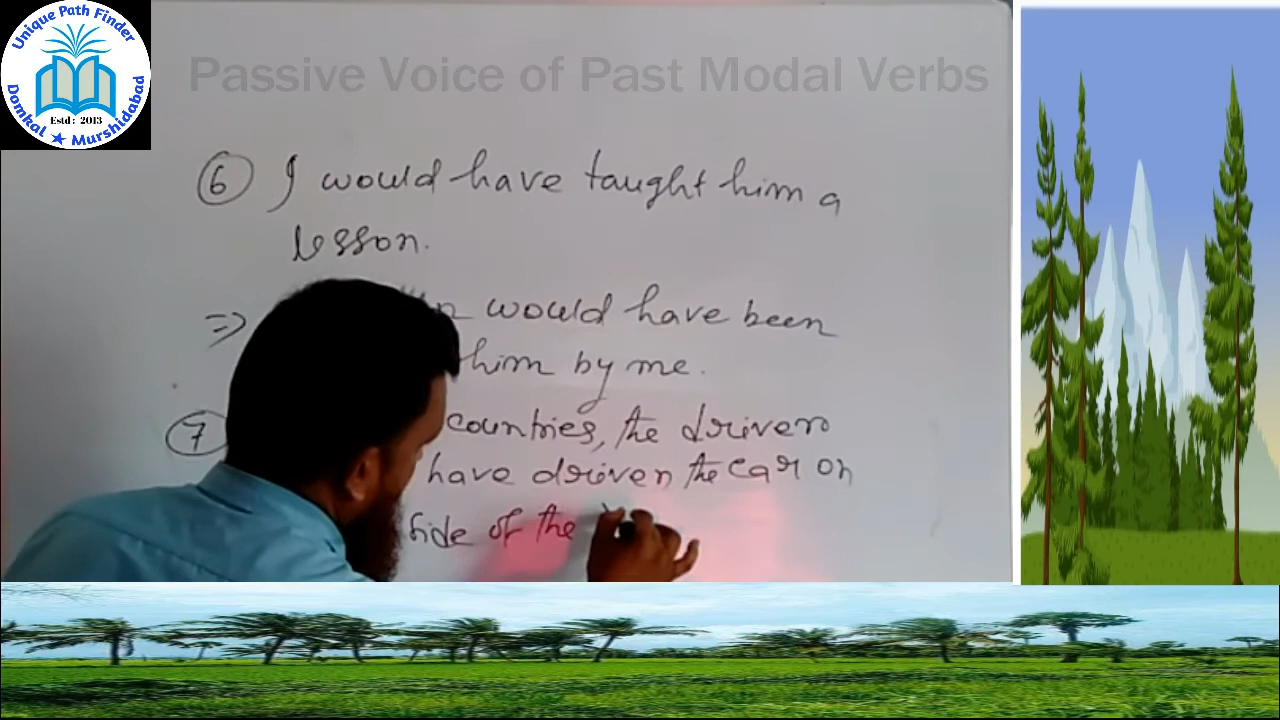 Unique Path Finder
Estd : 2013
Domkal ★ Murshidabad
Passive Voice of Past Modal Verbs
6 I would have taught him a
lesson.
⇒ would have been
him by me.
7 countries, the driver
have driven the car on
side of the